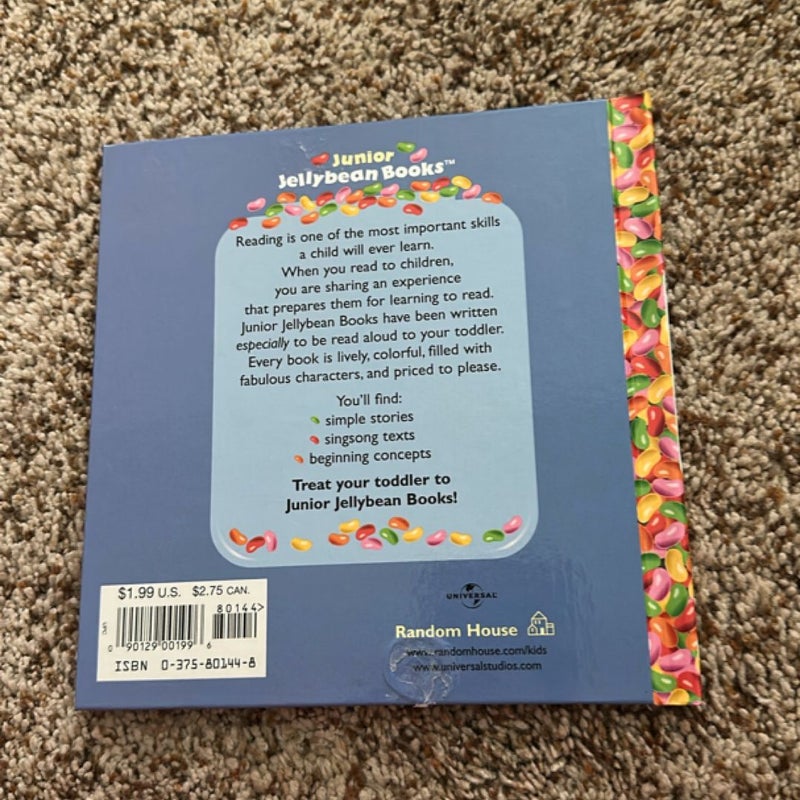 Junior
Jellybean Books™
Reading is one of the most important skills
a child will ever learn.
When you read to children,
you are sharing an experience
that prepares them for learning to read.
Junior Jellybean Books have been written
especially to be read aloud to your toddler.
Every book is lively, colorful, filled with
fabulous characters, and priced to please.
You'll find:
simple stories
singsong texts
beginning concepts
Treat your toddler to
Junior Jellybean Books!
$1.99 U.S. $2.75 CAN.
80144>
0 90129 00199 6
ISBN 0-375-80144-8
UNIVERSAL
Random House
www.randomhouse.com/kids
www.universalstudios.com